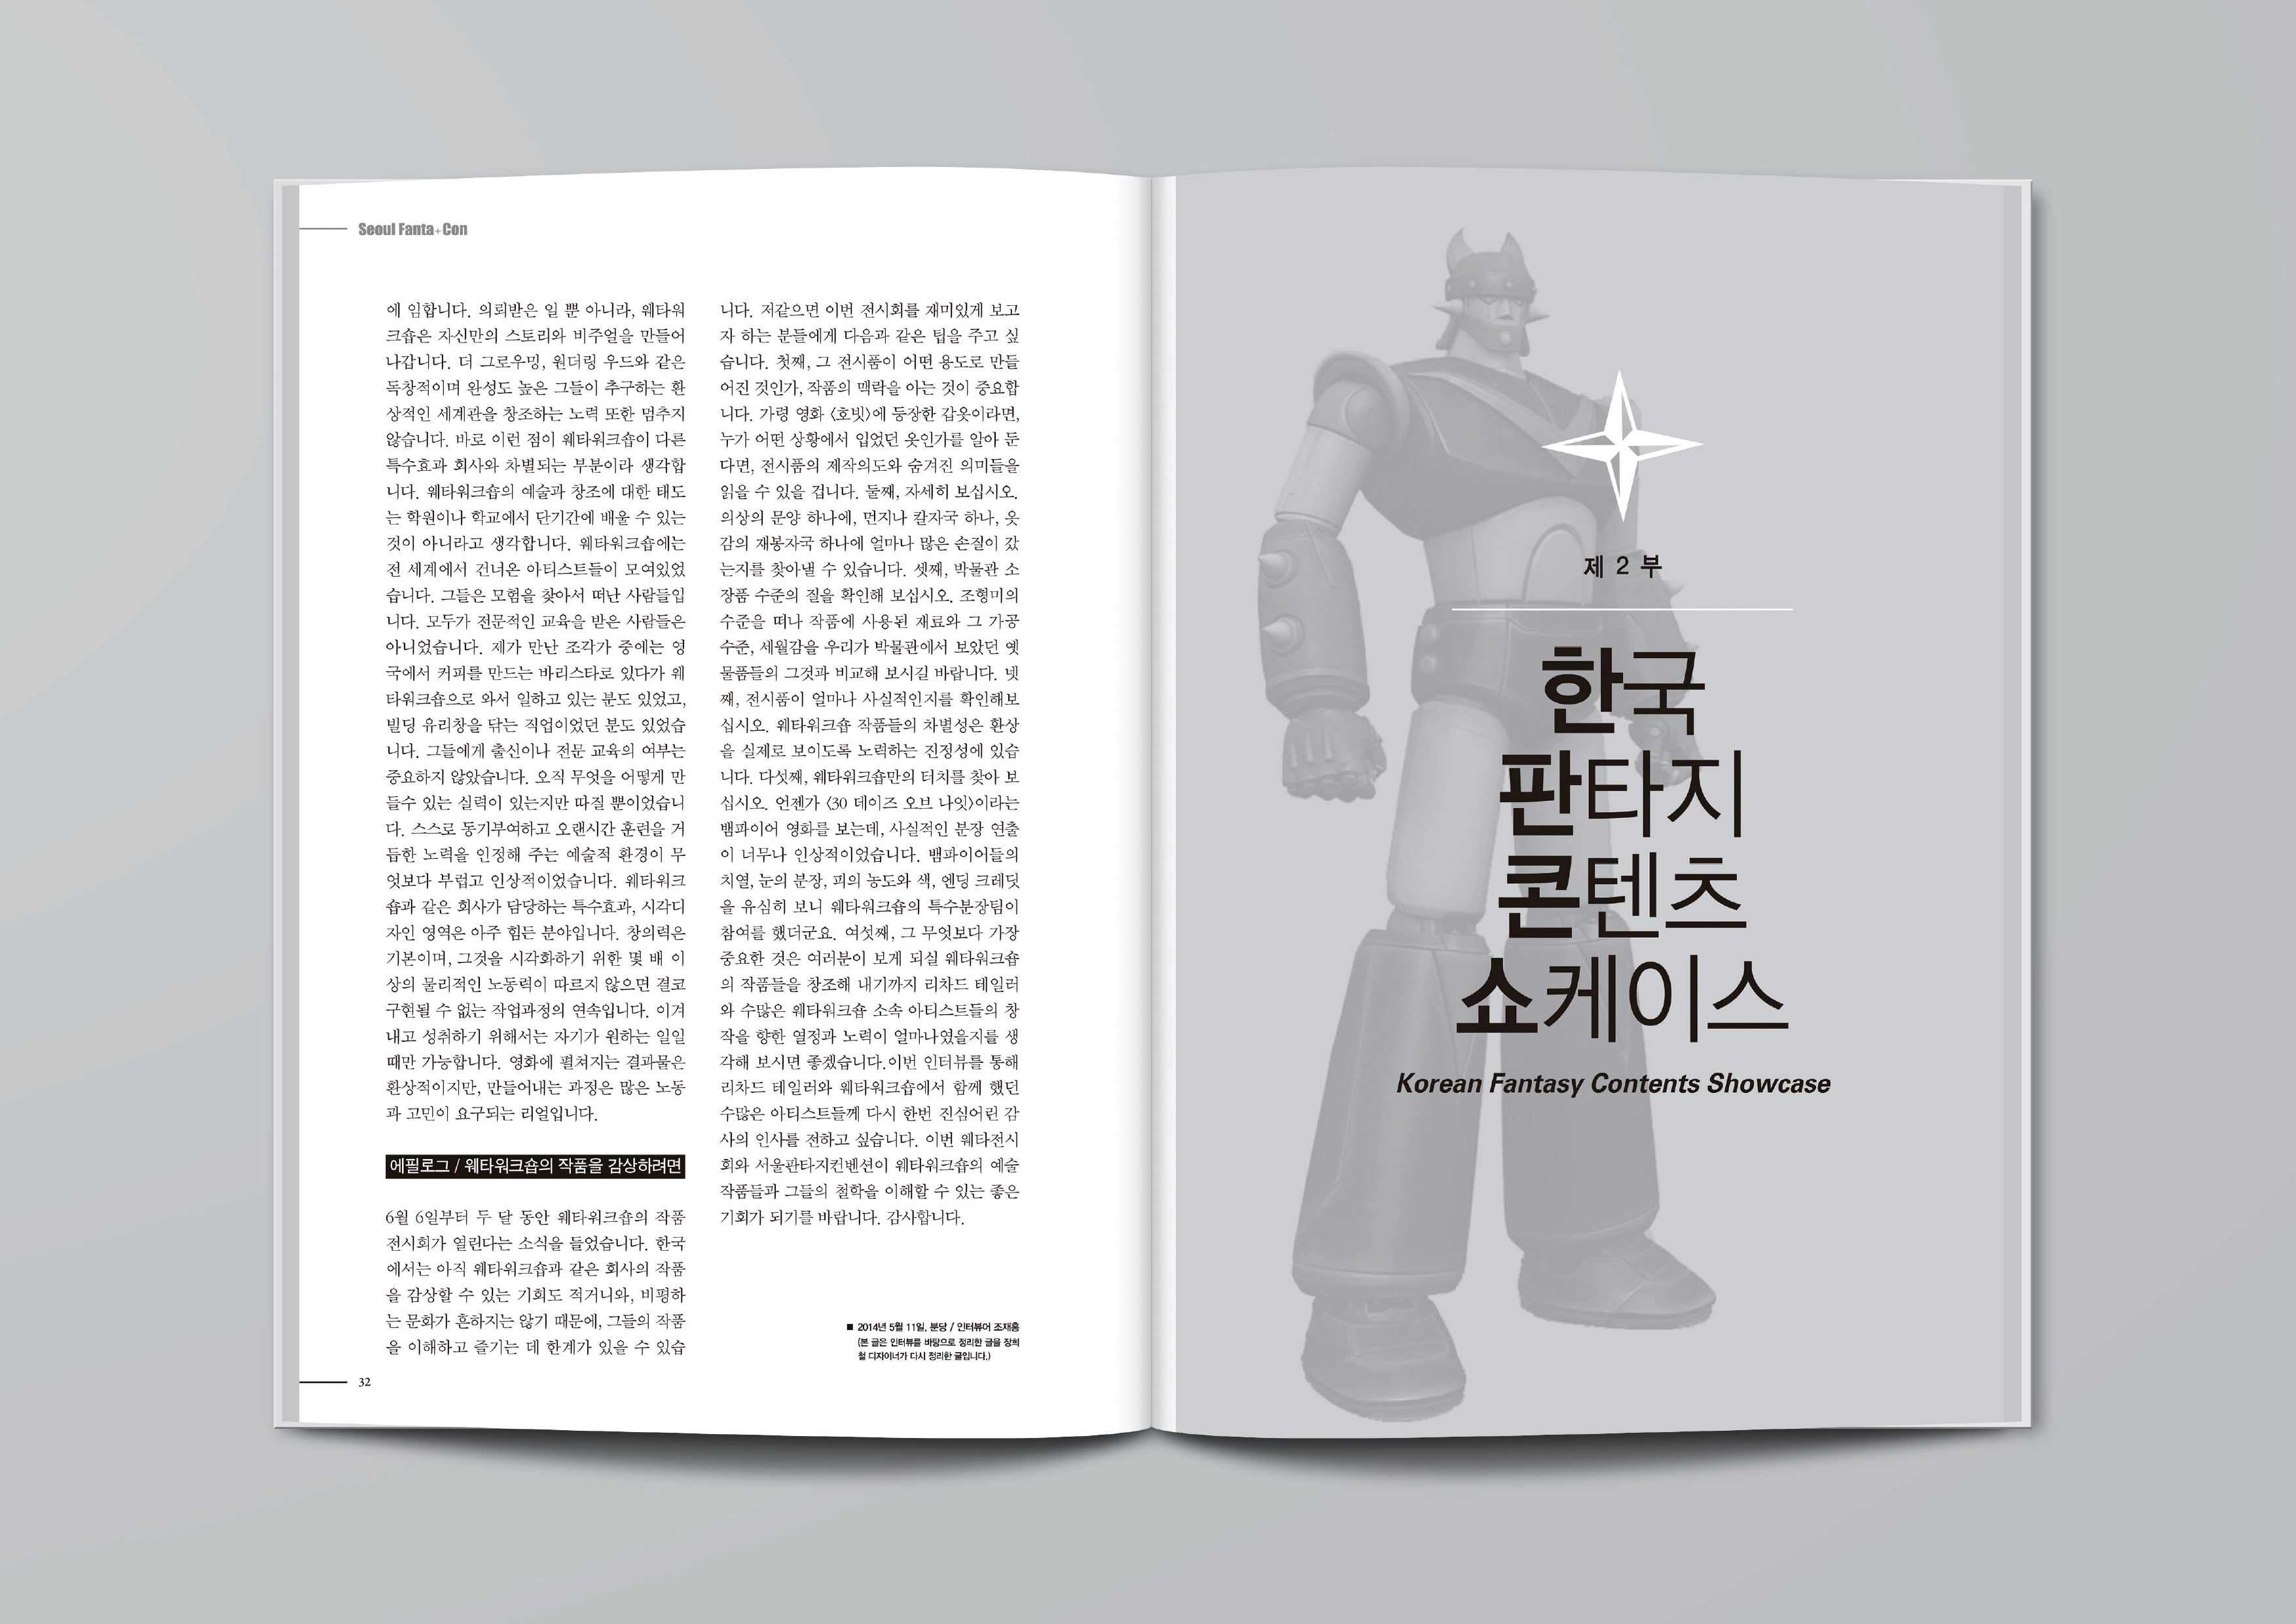 Seoul Fanta+Con
에 임합니다. 의뢰받은 일 뿐 아니라, 웨타워
크숍은 자신만의 스토리와 비주얼을 만들어
나갑니다. 더 그로우밍, 원더링 우드와 같은
독창적이며 완성도 높은 그들이 추구하는 환
상적인 세계관을 창조하는 노력 또한 멈추지
않습니다. 바로 이런 점이 웨타워크숍이 다른
특수효과 회사와 차별되는 부분이라 생각합
니다. 웨타워크숍의 예술과 창조에 대한 태도
는 학원이나 학교에서 단기간에 배울 수 있는
것이 아니라고 생각합니다. 웨타워크숍에는
전 세계에서 건너온 아티스트들이 모여있었
습니다. 그들은 모험을 찾아서 떠난 사람들입
니다. 모두가 전문적인 교육을 받은 사람들은
아니었습니다. 제가 만난 조각가 중에는 영
국에서 커피를 만드는 바리스타로 있다가 웨
타워크숍으로 와서 일하고 있는 분도 있었고,
빌딩 유리창을 닦는 직업이었던 분도 있었습
니다. 그들에게 출신이나 전문 교육의 여부는
중요하지 않았습니다. 오직 무엇을 어떻게 만
들수 있는 실력이 있는지만 따질 뿐이었습니
다. 스스로 동기부여하고 오랜시간 훈련을 거
듭한 노력을 인정해 주는 예술적 환경이 무
엇보다 부럽고 인상적이었습니다. 웨타워크
숍과 같은 회사가 담당하는 특수효과, 시각디
자인 영역은 아주 힘든 분야입니다. 창의력은
기본이며, 그것을 시각화하기 위한 몇 배 이
상의 물리적인 노동력이 따르지 않으면 결코
구현될 수 없는 작업과정의 연속입니다. 이겨
내고 성취하기 위해서는 자기가 원하는 일일
때만 가능합니다. 영화에 펼쳐지는 결과물은
환상적이지만, 만들어내는 과정은 많은 노동
과 고민이 요구되는 리얼입니다.
에필로그 / 웨타워크숍의 작품을 감상하려면
6월 6일부터 두 달 동안 웨타워크숍의 작품
전시회가 열린다는 소식을 들었습니다. 한국
에서는 아직 웨타워크숍과 같은 회사의 작품
을 감상할 수 있는 기회도 적거니와, 비평하
는 문화가 흔하지는 않기 때문에, 그들의 작품
을 이해하고 즐기는 데 한계가 있을 수 있습
니다. 저같으면 이번 전시회를 재미있게 보고
자 하는 분들에게 다음과 같은 팁을 주고 싶
습니다. 첫째, 그 전시품이 어떤 용도로 만들
어진 것인가, 작품의 맥락을 아는 것이 중요합
니다. 가령 영화 〈호빗〉에 등장한 갑옷이라면,
누가 어떤 상황에서 입었던 옷인가를 알아 둔
다면, 전시품의 제작의도와 숨겨진 의미들을
읽을 수 있을 겁니다. 둘째, 자세히 보십시오.
의상의 문양 하나에, 먼지나 칼자국 하나, 옷
감의 재봉자국 하나에 얼마나 많은 손질이 갔
는지를 찾아낼 수 있습니다. 셋째, 박물관 소
장품 수준의 질을 확인해 보십시오. 조형미의
수준을 떠나 작품에 사용된 재료와 그 가공
수준, 세월감을 우리가 박물관에서 보았던 옛
물품들의 그것과 비교해 보시길 바랍니다. 넷
째, 전시품이 얼마나 사실적인지를 확인해보
십시오. 웨타워크숍 작품들의 차별성은 환상
을 실제로 보이도록 노력하는 진정성에 있습
니다. 다섯째, 웨타워크숍만의 터치를 찾아 보
십시오. 언젠가 〈30 데이즈 오브 나잇〉이라는
뱀파이어 영화를 보는데, 사실적인 분장 연출
이 너무나 인상적이었습니다. 뱀파이어들의
치열, 눈의 분장, 피의 농도와 색, 엔딩 크레딧
을 유심히 보니 웨타워크숍의 특수분장팀이
참여를 했더군요. 여섯째, 그 무엇보다 가장
중요한 것은 여러분이 보게 되실 웨타워크숍
의 작품들을 창조해 내기까지 리차드 테일러
와 수많은 웨타워크숍 소속 아티스트들의 창
작을 향한 열정과 노력이 얼마나였을지를 생
각해 보시면 좋겠습니다.이번 인터뷰를 통해
리차드 테일러와 웨타워크숍에서 함께 했던
수많은 아티스트들께 다시 한번 진심어린 감
사의 인사를 전하고 싶습니다. 이번 웨타전시
회와 서울판타지컨벤션이 웨타워크숍의 예술
작품들과 그들의 철학을 이해할 수 있는 좋은
기회가 되기를 바랍니다. 감사합니다.
■ 2014년 5월 11일, 분당 / 인터뷰어 조재홈
(본 글은 인터뷰를 바탕으로 정리한 글을 장희
철 디자이너가 다시 정리한 글입니다.)
32
제 2 부
한국
판타지
콘텐츠
쇼케이스
Korean Fantasy Contents Showcase